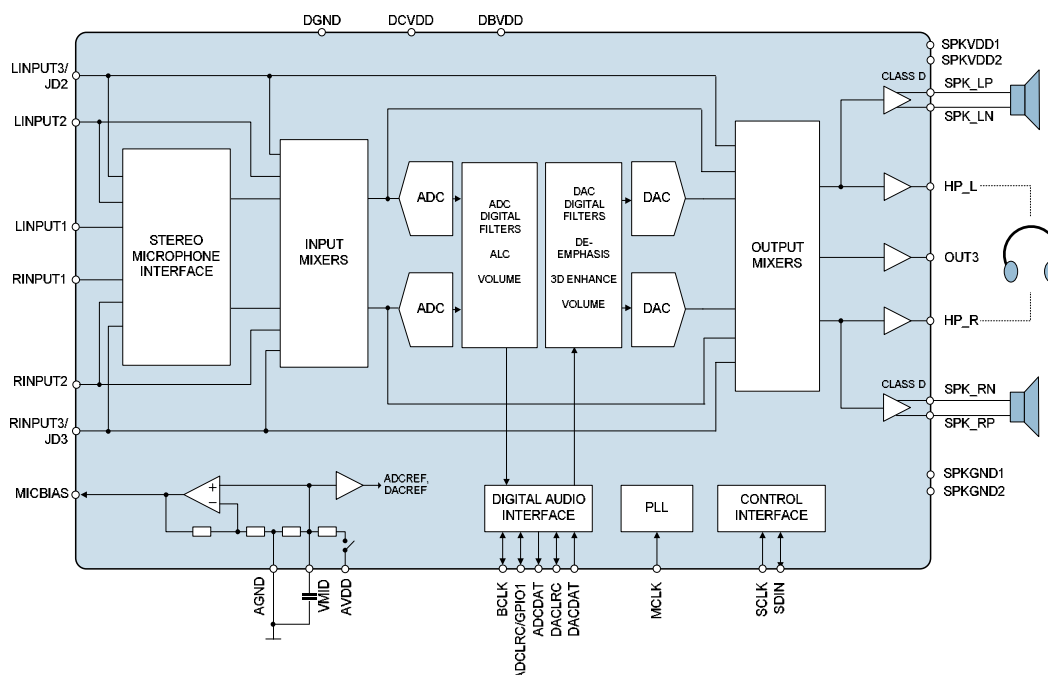 DGND
DCVDD
DBVDD
SPKVDD1
SPKVDD2
LINPUT3/
JD2
LINPUT2
LINPUT1
RINPUT1
RINPUT2
RINPUT3/
JD3
MICBIAS
STEREO
MICROPHONE
INTERFACE
INPUT
MIXERS
ADC
ADC
ADC
DIGITAL
FILTERS
ALC
VOLUME
DAC
DIGITAL
FILTERS
DE-
EMPHASIS
3D ENHANCE
VOLUME
DAC
DAC
OUTPUT
MIXERS
CLASS D
SPK_LP
SPK_LN
HP_L
OUT3
HP_R
CLASS D
SPK_RN
SPK_RP
SPKGND1
SPKGND2
+
−
ADCREF,
DACREF
DIGITAL AUDIO
INTERFACE
PLL
CONTROL
INTERFACE
AGND
VMID
AVDD
BCLK
ADCLRC/GPIO1
ADCDAT
DACLRC
DACDAT
MCLK
SCLK
SDIN